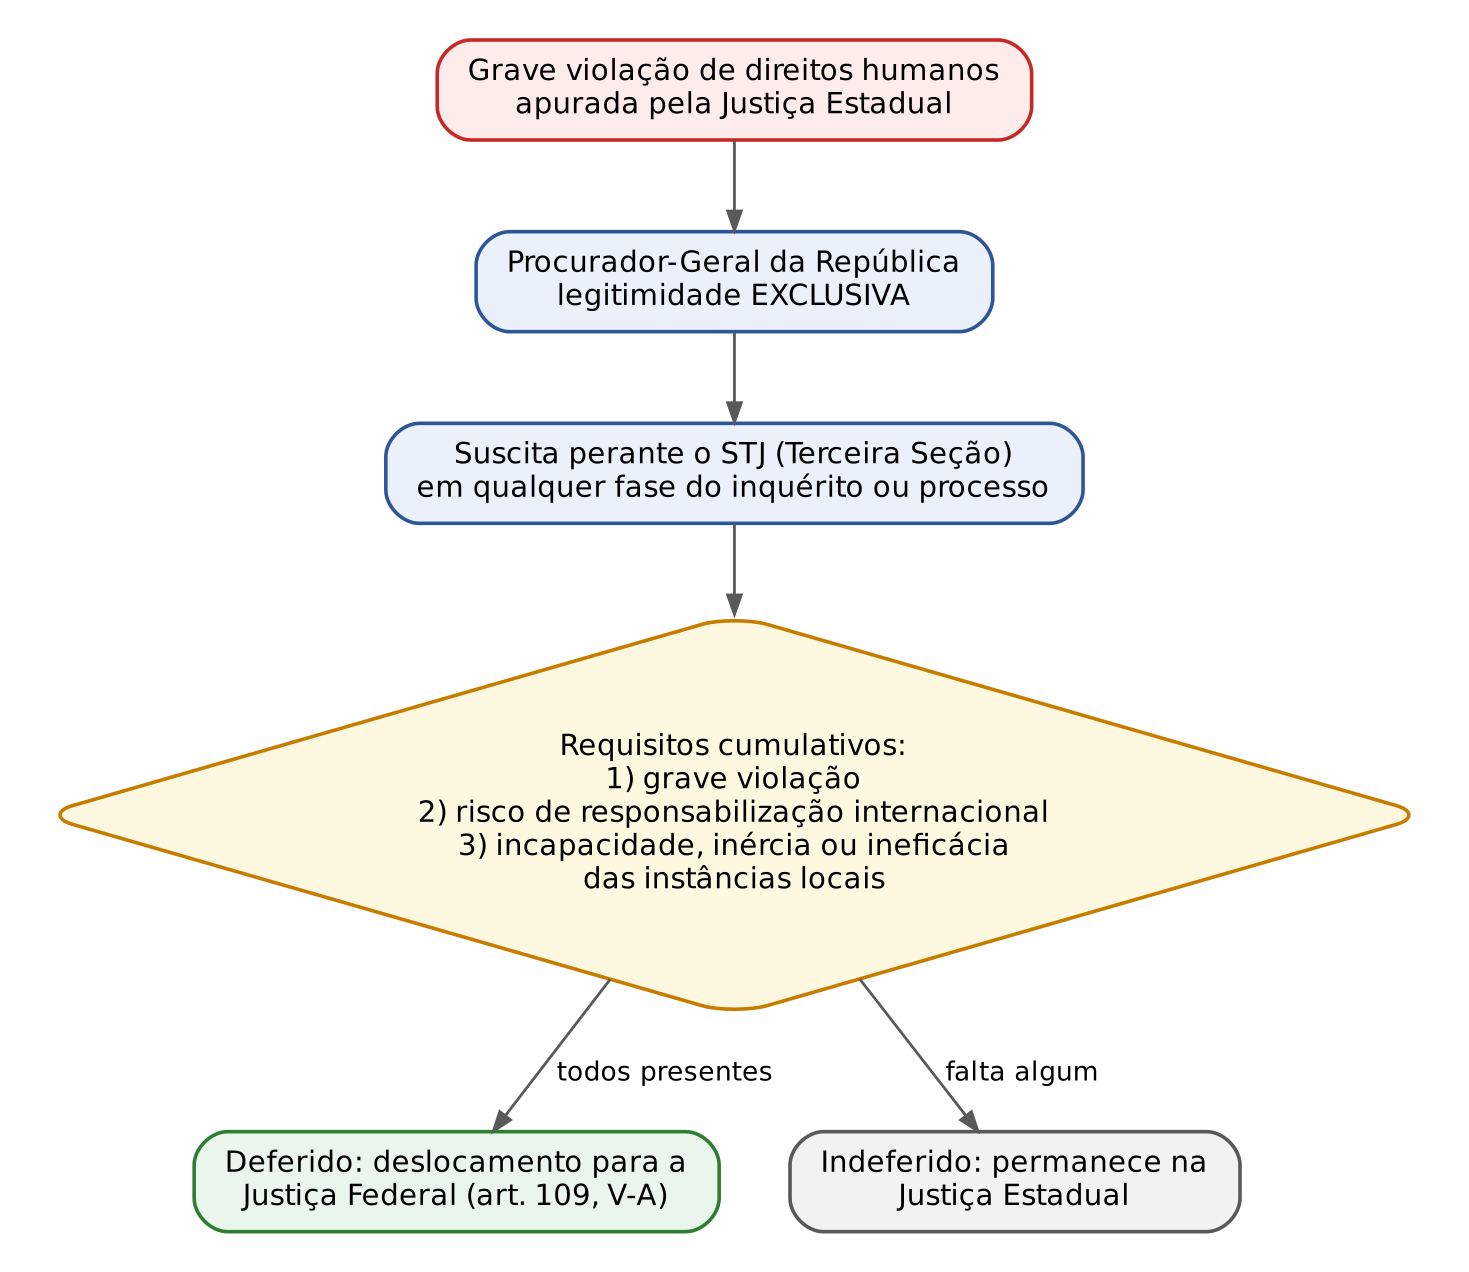 Grave violação de direitos humanos
apurada pela Justiça Estadual
Procurador-Geral da República
legitimidade EXCLUSIVA
Suscita perante o STJ (Terceira Seção)
em qualquer fase do inquérito ou processo
Requisitos cumulativos:
1) grave violação
2) risco de responsabilização internacional
3) incapacidade, inércia ou ineficácia
das instâncias locais
todos presentes
falta algum
Deferido: deslocamento para a
Justiça Federal (art. 109, V-A)
Indeferido: permanece na
Justiça Estadual